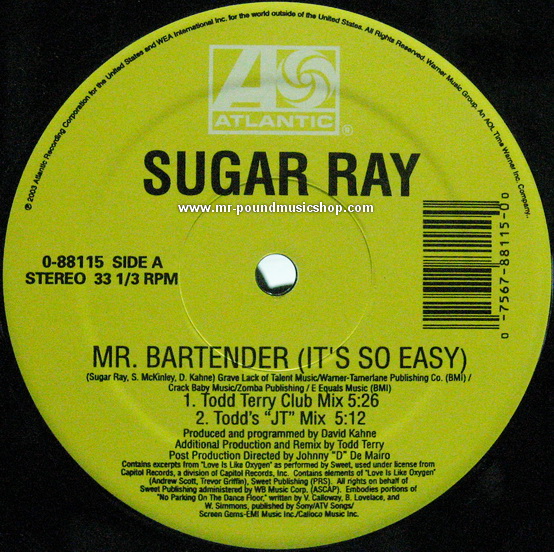 ℗ 2003 Atlantic Recording Corporation for the United States and WEA International Inc. for the world outside of the United States. All Rights Reserved. Warner Music Group. An AOL Time Warner Inc. Company.
ATLANTIC®
SUGAR RAY
www.mr-poundmusicshop.com
0-88115 SIDE A
STEREO 33 1/3 RPM
0 -7567-88115-0 0
MR. BARTENDER (IT'S SO EASY)
(Sugar Ray, S. McKinley, D. Kahne) Grave Lack of Talent Music/Warner-Tamerlane Publishing Co. (BMI) /
Crack Baby Music/Zomba Publishing / E Equals Music (BMI)
1. Todd Terry Club Mix 5:26
2. Todd's "JT" Mix 5:12
Produced and programmed by David Kahne
Additional Production and Remix by Todd Terry
Post Production Directed by Johnny "D" De Mairo
Contains excerpts from "Love Is Like Oxygen" as performed by Sweet, used under license from
Capitol Records, a division of Capitol Records, Inc. Contains elements of "Love Is Like Oxygen"
(Andrew Scott, Trevor Griffin), Sweet Publishing (PRS). All rights on behalf of
Sweet Publishing administered by WB Music Corp. (ASCAP). Embodies portions of
"No Parking On The Dance Floor," written by V. Calloway, B. Lovelace, and
W. Simmons, published by Sony/ATV Songs/
Screen Gems-EMI Music Inc./Calloco Music Inc.